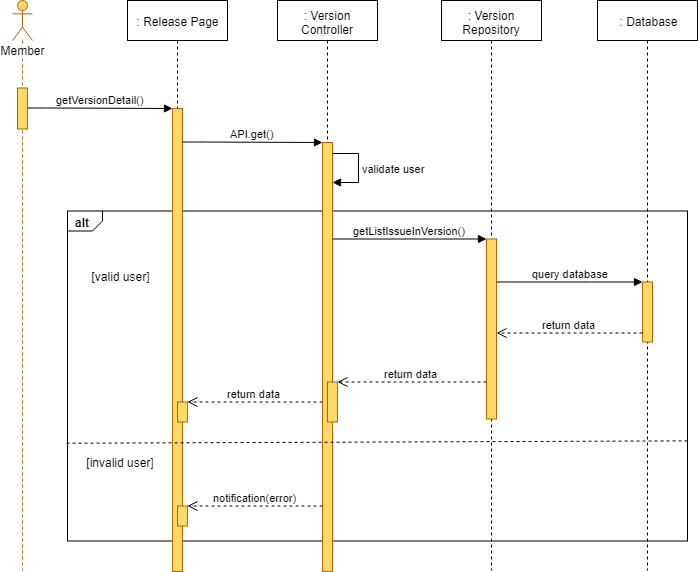 : Release Page
: Version
Controller
: Version
Repository
: Database
Member
getVersionDetail()
API.get()
validate user
alt
getListIssueInVersion()
[valid user]
query database
return data
return data
return data
[invalid user]
notification(error)